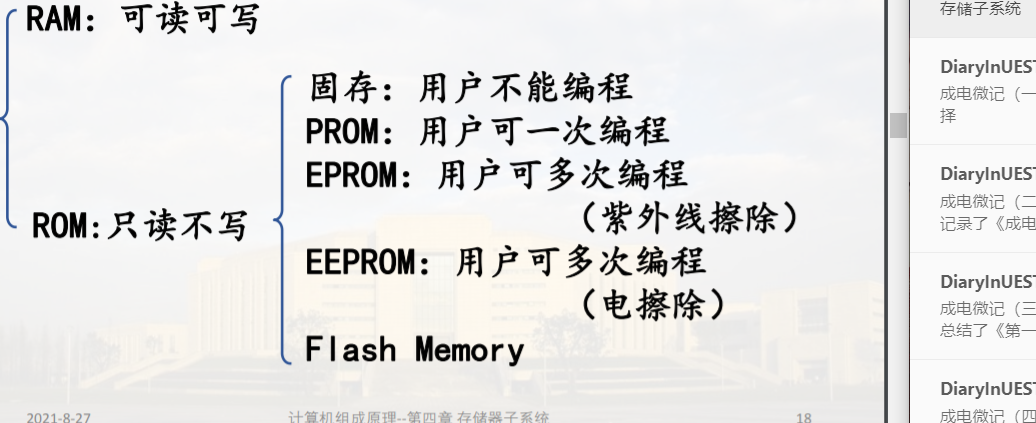 RAM: 可读可写
固存: 用户不能编程
PROM: 用户可一次编程
EPROM: 用户可多次编程
（紫外线擦除）
ROM:只读不写
EEPROM: 用户可多次编程
（电擦除）
Flash Memory
2021-8-27
计算机组成原理--第四章 存储器子系统
18
存储子系统
DiaryInUEST
成电微记（一
择
DiaryInUEST
成电微记（二
记录了《成电
DiaryInUEST
成电微记（三
总结了《第一
DiaryInUEST
成电微记（四